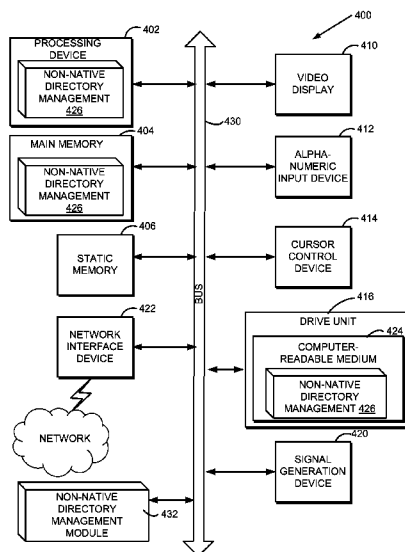 400
402
PROCESSING
DEVICE
NON-NATIVE
DIRECTORY
MANAGEMENT
426
404
MAIN MEMORY
NON-NATIVE
DIRECTORY
MANAGEMENT
426
406
STATIC
MEMORY
422
NETWORK
INTERFACE
DEVICE
NETWORK
NON-NATIVE
DIRECTORY
MANAGEMENT
MODULE
432
430
BUS
410
VIDEO
DISPLAY
412
ALPHA-
NUMERIC
INPUT DEVICE
414
CURSOR
CONTROL
DEVICE
416
DRIVE UNIT
424
COMPUTER-
READABLE MEDIUM
NON-NATIVE
DIRECTORY
MANAGEMENT 426
420
SIGNAL
GENERATION
DEVICE